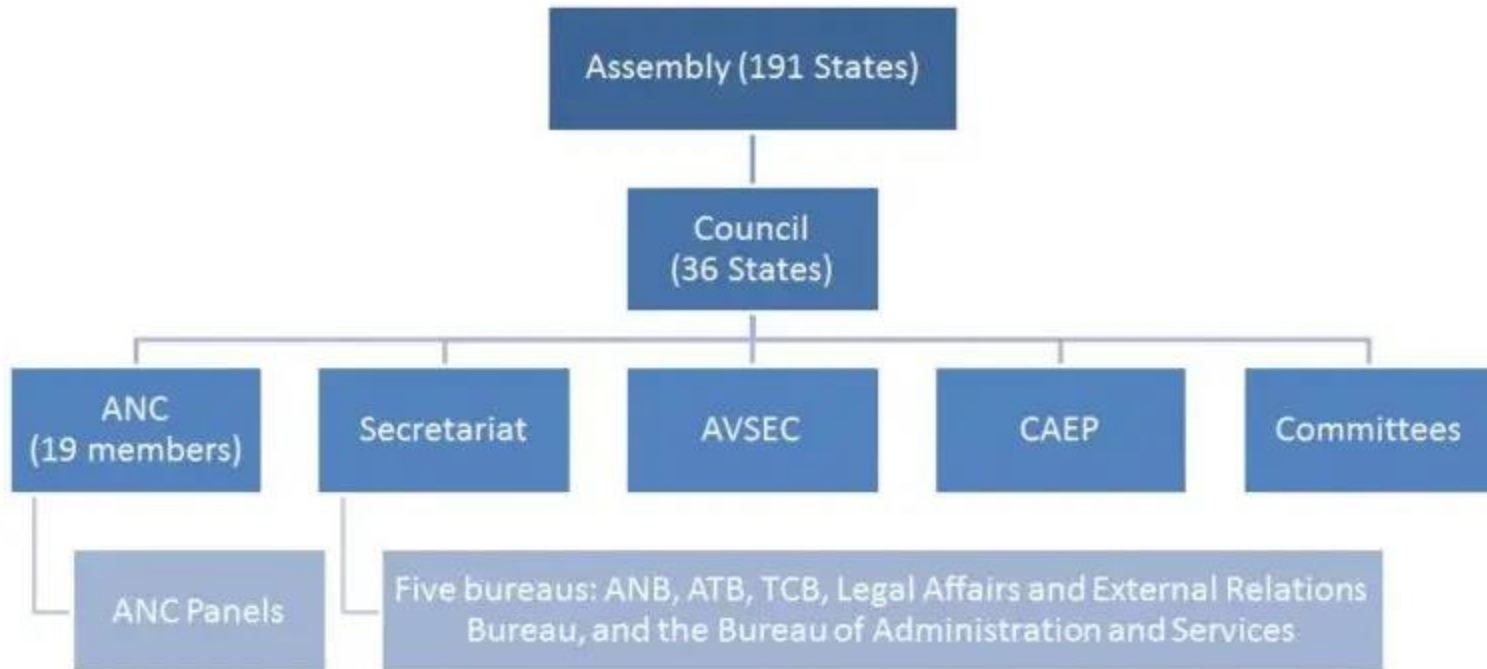 Assembly (191 States)
Council
(36 States)
ANC
(19 members)
Secretariat
AVSEC
CAEP
Committees
ANC Panels
Five bureaus: ANB, ATB, TCB, Legal Affairs and External Relations
Bureau, and the Bureau of Administration and Services